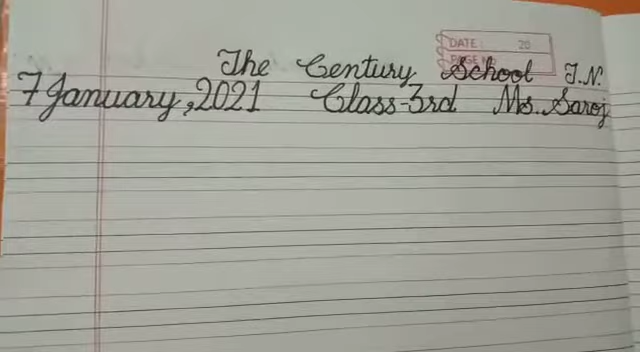 DATE: 20
The Century School J.N.
7 January, 2021 Class-3rd Ms. Saroj